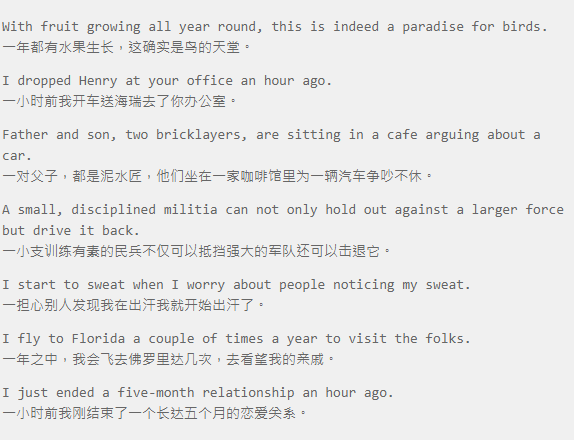 With fruit growing all year round, this is indeed a paradise for birds.
一年都有水果生长，这确实是鸟的天堂。
I dropped Henry at your office an hour ago.
一小时前我开车送海瑞去了你办公室。
Father and son, two bricklayers, are sitting in a cafe arguing about a
car.
一对父子，都是泥水匠，他们坐在一家咖啡馆里为一辆汽车争吵不休。
A small, disciplined militia can not only hold out against a larger force
but drive it back.
一小支训练有素的民兵不仅可以抵挡强大的军队还可以击退它。
I start to sweat when I worry about people noticing my sweat.
一担心别人发现我在出汗我就开始出汗了。
I fly to Florida a couple of times a year to visit the folks.
一年之中，我会飞去佛罗里达几次，去看望我的亲戚。
I just ended a five-month relationship an hour ago.
一小时前我刚结束了一个长达五个月的恋爱关系。